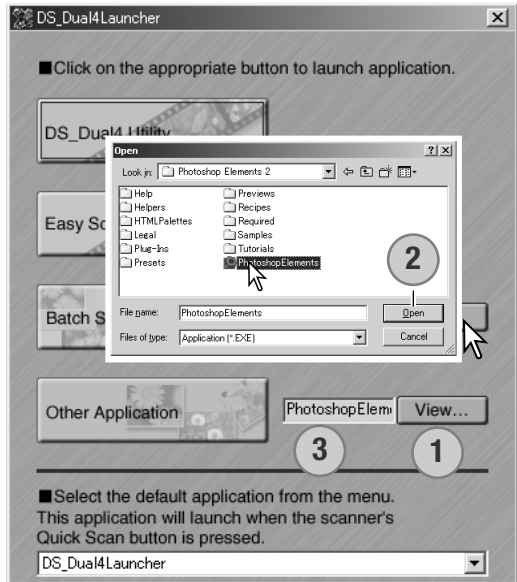 DS_Dual4Launcher
■Click on the appropriate button to launch application.
DS_Dual4 Utility
Open
Look in: Photoshop Elements 2
Help
Helpers
HTMLPalettes
Legal
Plug-Ins
Presets
Previews
Recipes
Required
Samples
Tutorials
PhotoshopElements
2
File name: PhotoshopElements Open
Files of type: Application (*.EXE) Cancel
Easy Sc
Batch S
Other Application PhotoshopElem View...
3 1
■Select the default application from the menu.
This application will launch when the scanner's
Quick Scan button is pressed.
DS_Dual4Launcher